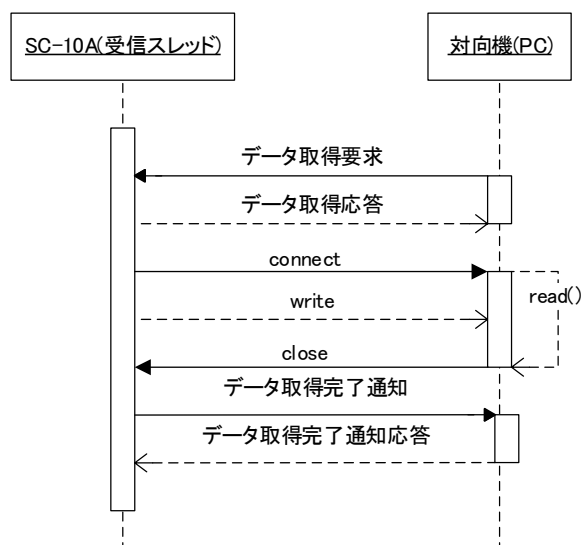 SC-10A(受信スレッド)
対向機(PC)
データ取得要求
データ取得応答
connect
read()
write
close
データ取得完了通知
データ取得完了通知応答